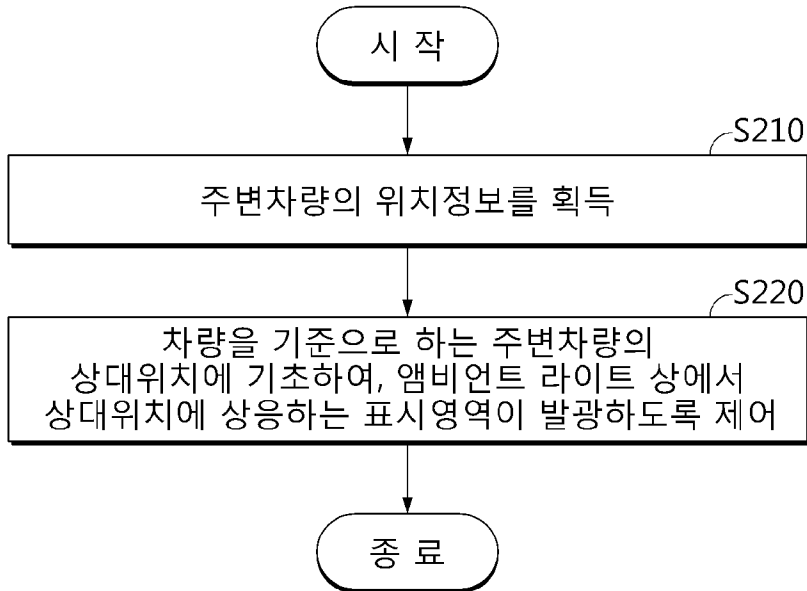 시 작
S210
주변차량의 위치정보를 획득
S220
차량을 기준으로 하는 주변차량의
상대위치에 기초하여, 앰비언트 라이트 상에서
상대위치에 상응하는 표시영역이 발광하도록 제어
종 료